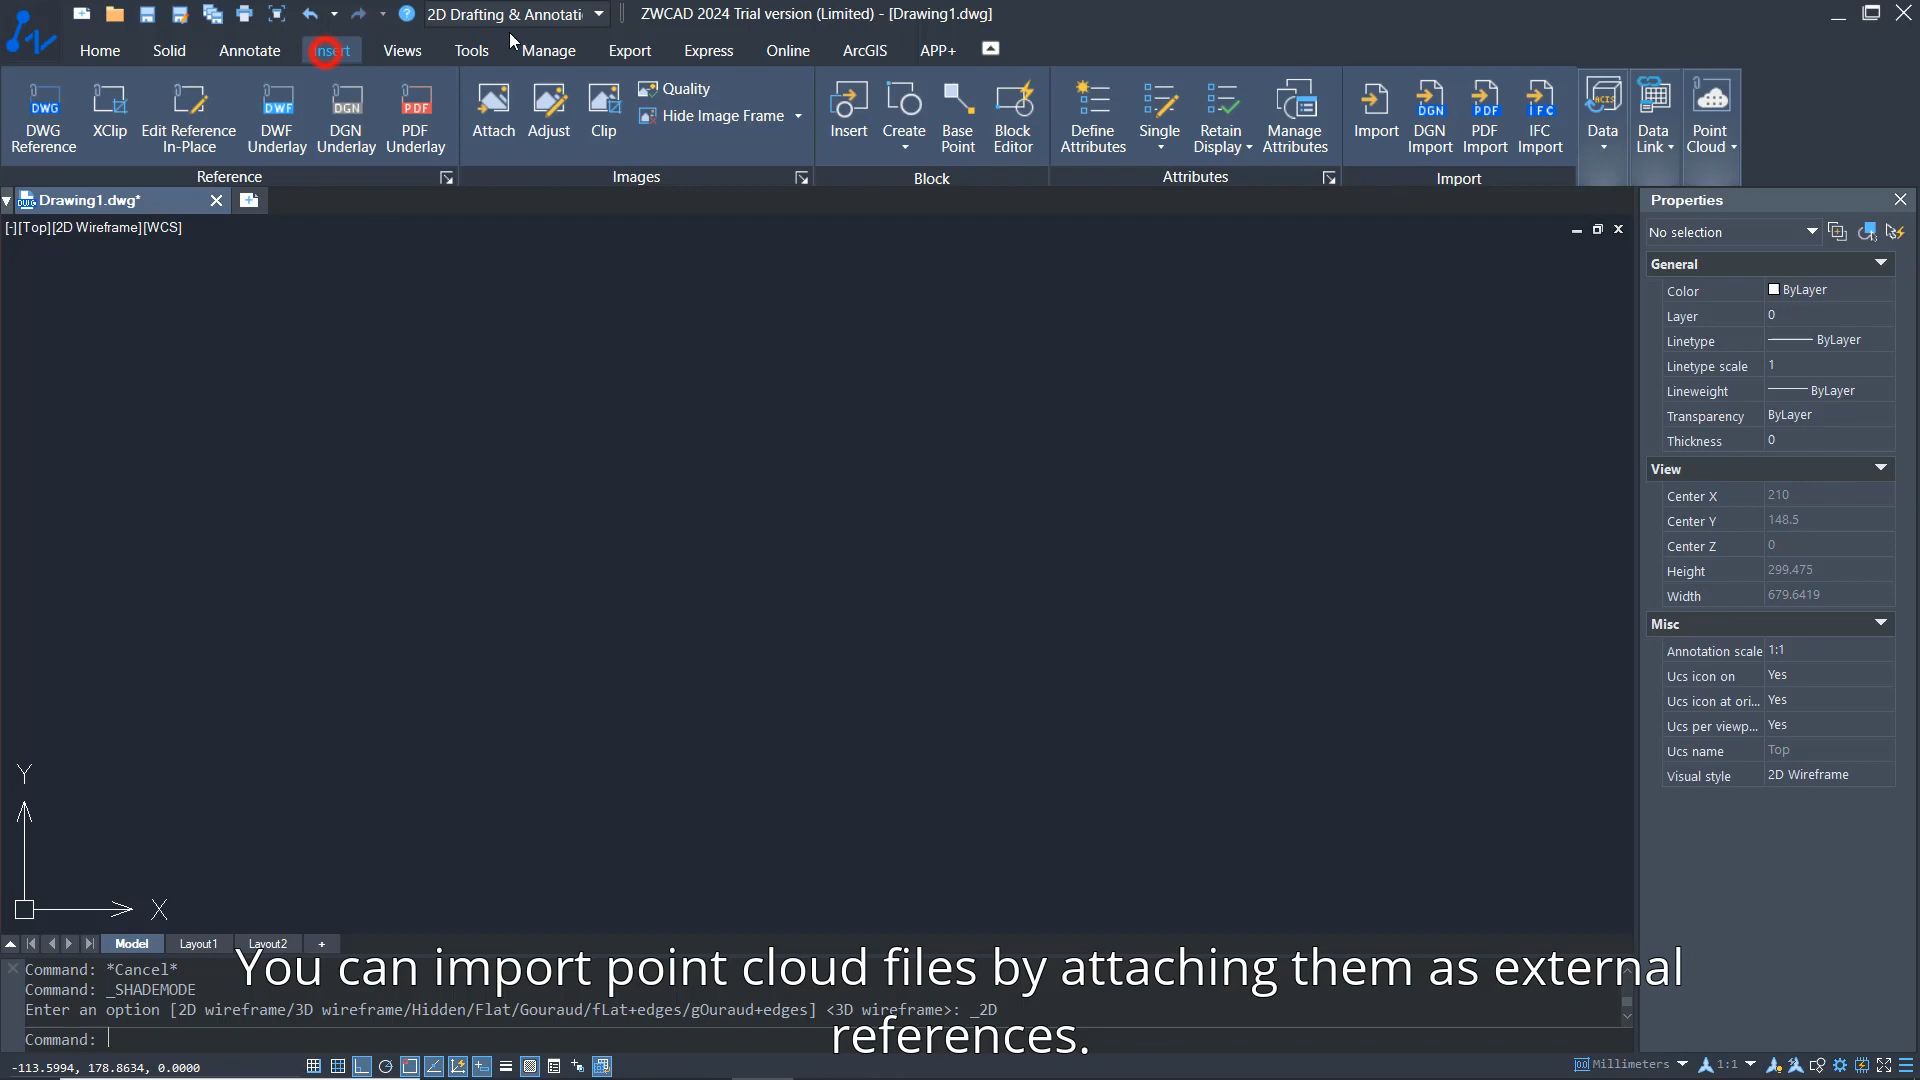 2D Drafting & Annotati
ZWCAD 2024 Trial version (Limited) - [Drawing1.dwg]
Home Solid Annotate Insert Views Tools Manage Export Express Online ArcGIS APP+
DWG Reference
XClip
Edit Reference In-Place
DWF Underlay
DGN Underlay
PDF Underlay
Reference
Attach
Adjust
Clip
Quality
Hide Image Frame
Images
Insert
Create
Base Point
Block Editor
Block
Define Attributes
Single
Retain Display
Manage Attributes
Attributes
Import
DGN Import
PDF Import
IFC Import
Import
Data
Data Link
Point Cloud
Drawing1.dwg*
[-][Top][2D Wireframe][WCS]
Properties
No selection
General
Color ByLayer
Layer 0
Linetype ByLayer
Linetype scale 1
Lineweight ByLayer
Transparency ByLayer
Thickness 0
View
Center X 210
Center Y 148.5
Center Z 0
Height 299.475
Width 679.6419
Misc
Annotation scale 1:1
Ucs icon on Yes
Ucs icon at ori... Yes
Ucs per viewp... Yes
Ucs name Top
Visual style 2D Wireframe
Y
X
Model Layout1 Layout2 +
Command: *Cancel*
Command: _SHADEMODE
Enter an option [2D wireframe/3D wireframe/Hidden/Flat/Gouraud/fLat+edges/gOuraud+edges] <3D wireframe>: _2D
Command:
You can import point cloud files by attaching them as external
references.
-113.5994, 178.8634, 0.0000
Millimeters 1:1